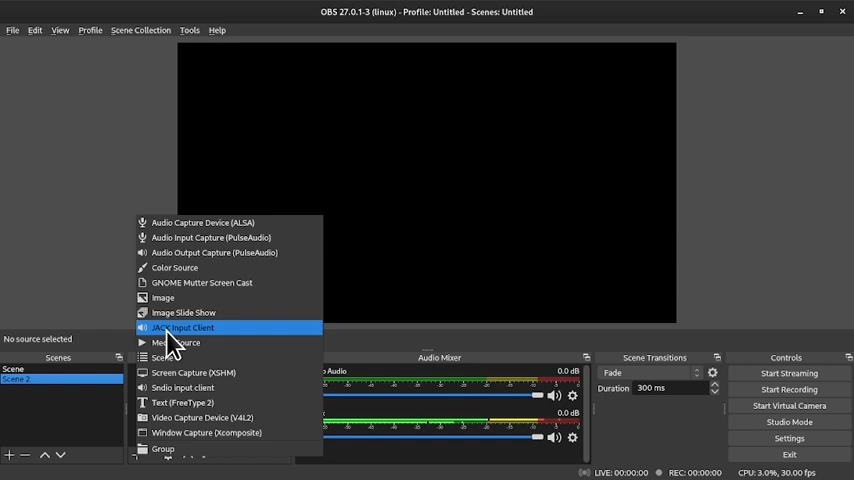 OBS 27.0.1-3 (linux) - Profile: Untitled - Scenes: Untitled
File Edit View Profile Scene Collection Tools Help
Audio Capture Device (ALSA)
Audio Input Capture (PulseAudio)
Audio Output Capture (PulseAudio)
Color Source
GNOME Mutter Screen Cast
Image
Image Slide Show
JACK Input Client
Scene
Screen Capture (XSHM)
Sndio input client
Text (FreeType 2)
Video Capture Device (V4L2)
Window Capture (Xcomposite)
Group
No source selected
Scenes
Scene
Scene 2
Audio Mixer
Audio 0.0 dB
0.0 dB
Scene Transitions
Fade
Duration 300 ms
Controls
Start Streaming
Start Recording
Start Virtual Camera
Studio Mode
Settings
Exit
LIVE: 00:00:00 REC: 00:00:00 CPU: 3.0%, 30.00 fps